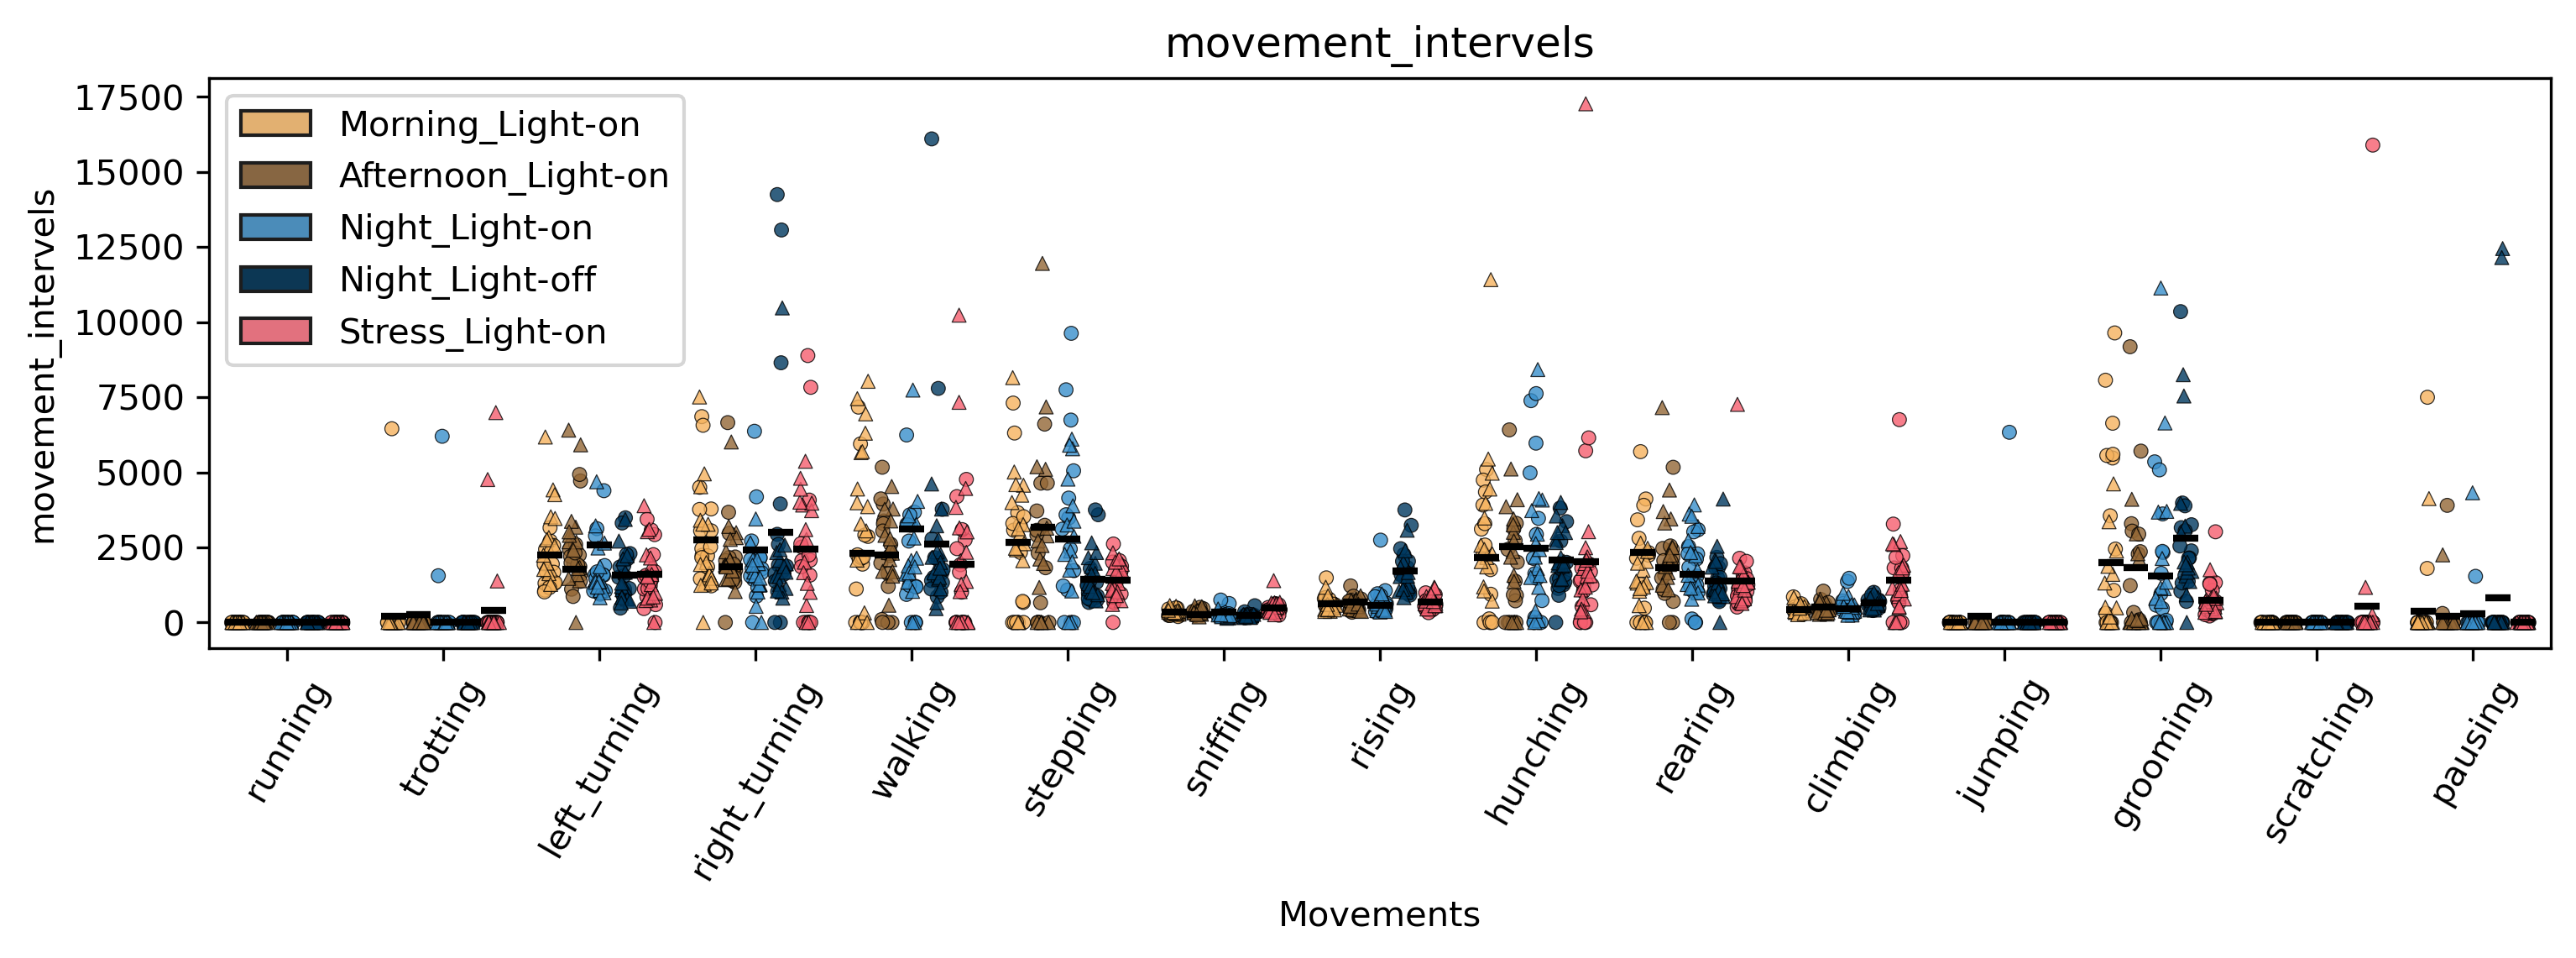 movement_intervels
movement_intervels
17500
15000
12500
10000
7500
5000
2500
0
Morning_Light-on
Afternoon_Light-on
Night_Light-on
Night_Light-off
Stress_Light-on
running
trotting
left_turning
right_turning
walking
stepping
sniffing
rising
hunching
rearing
climbing
jumping
grooming
scratching
pausing
Movements